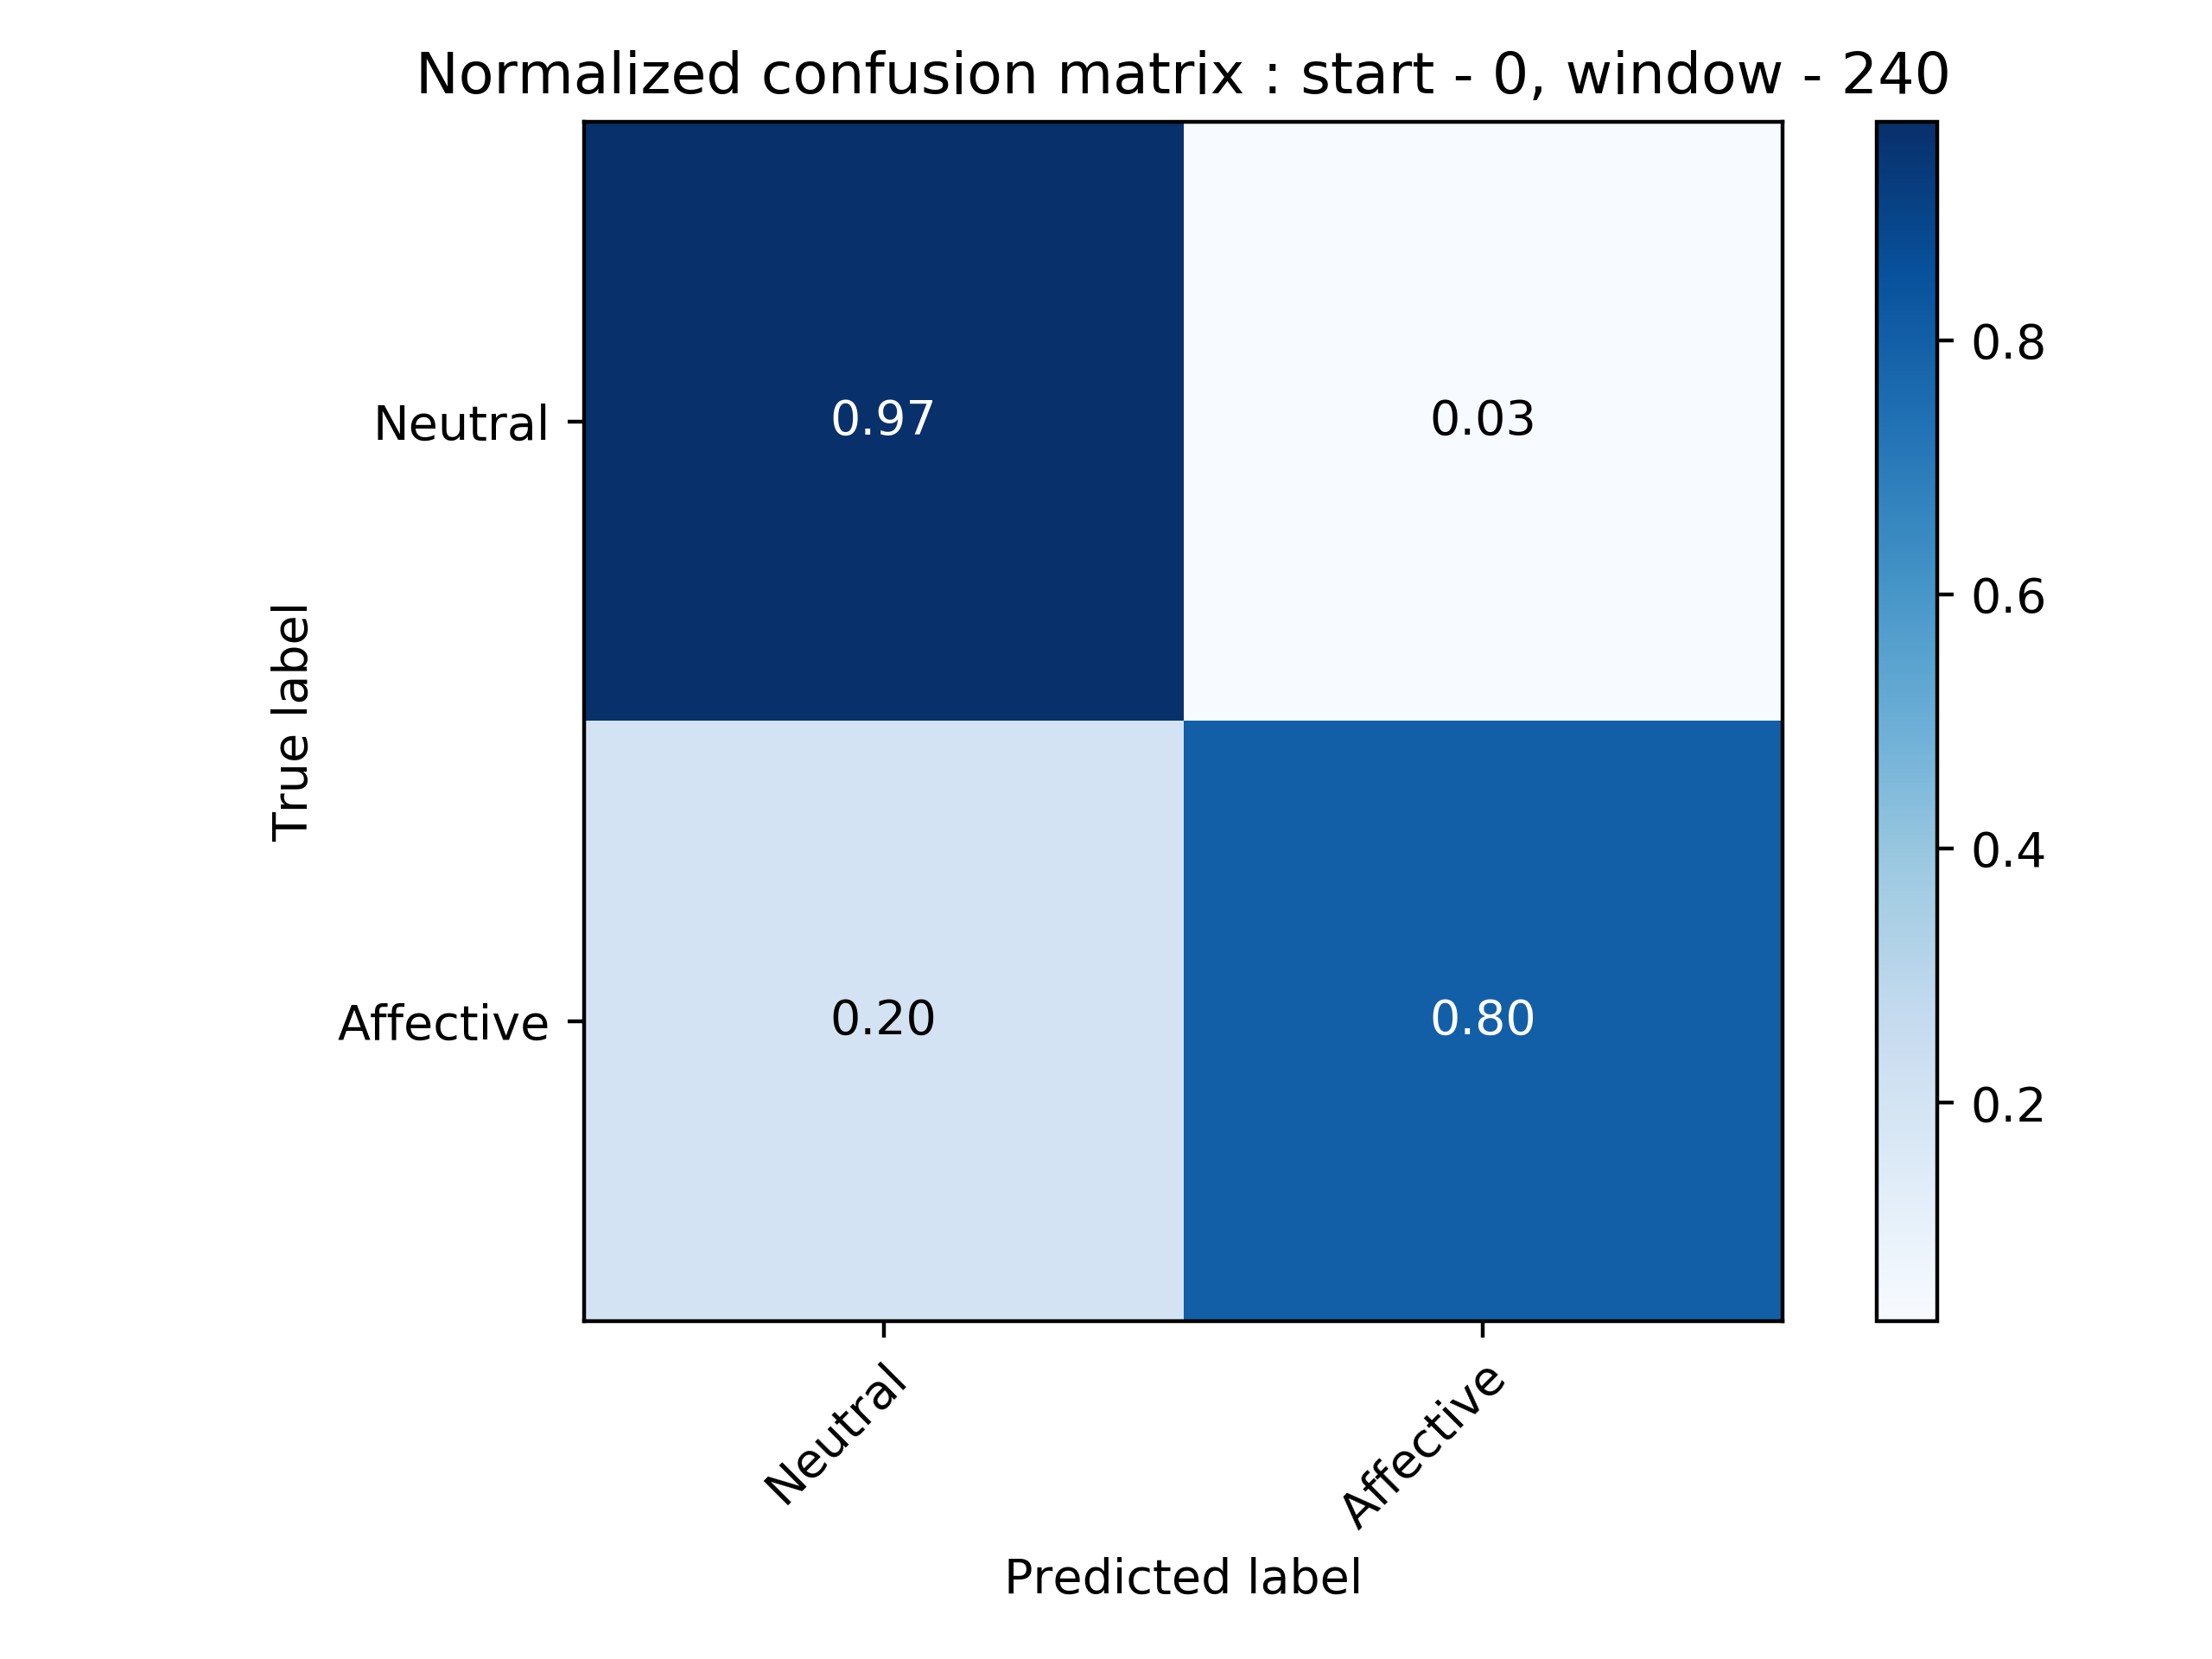 Normalized confusion matrix : start - 0, window - 240
True label
Neutral
0.97
0.03
Affective
0.20
0.80
Neutral
Affective
Predicted label
0.8
0.6
0.4
0.2